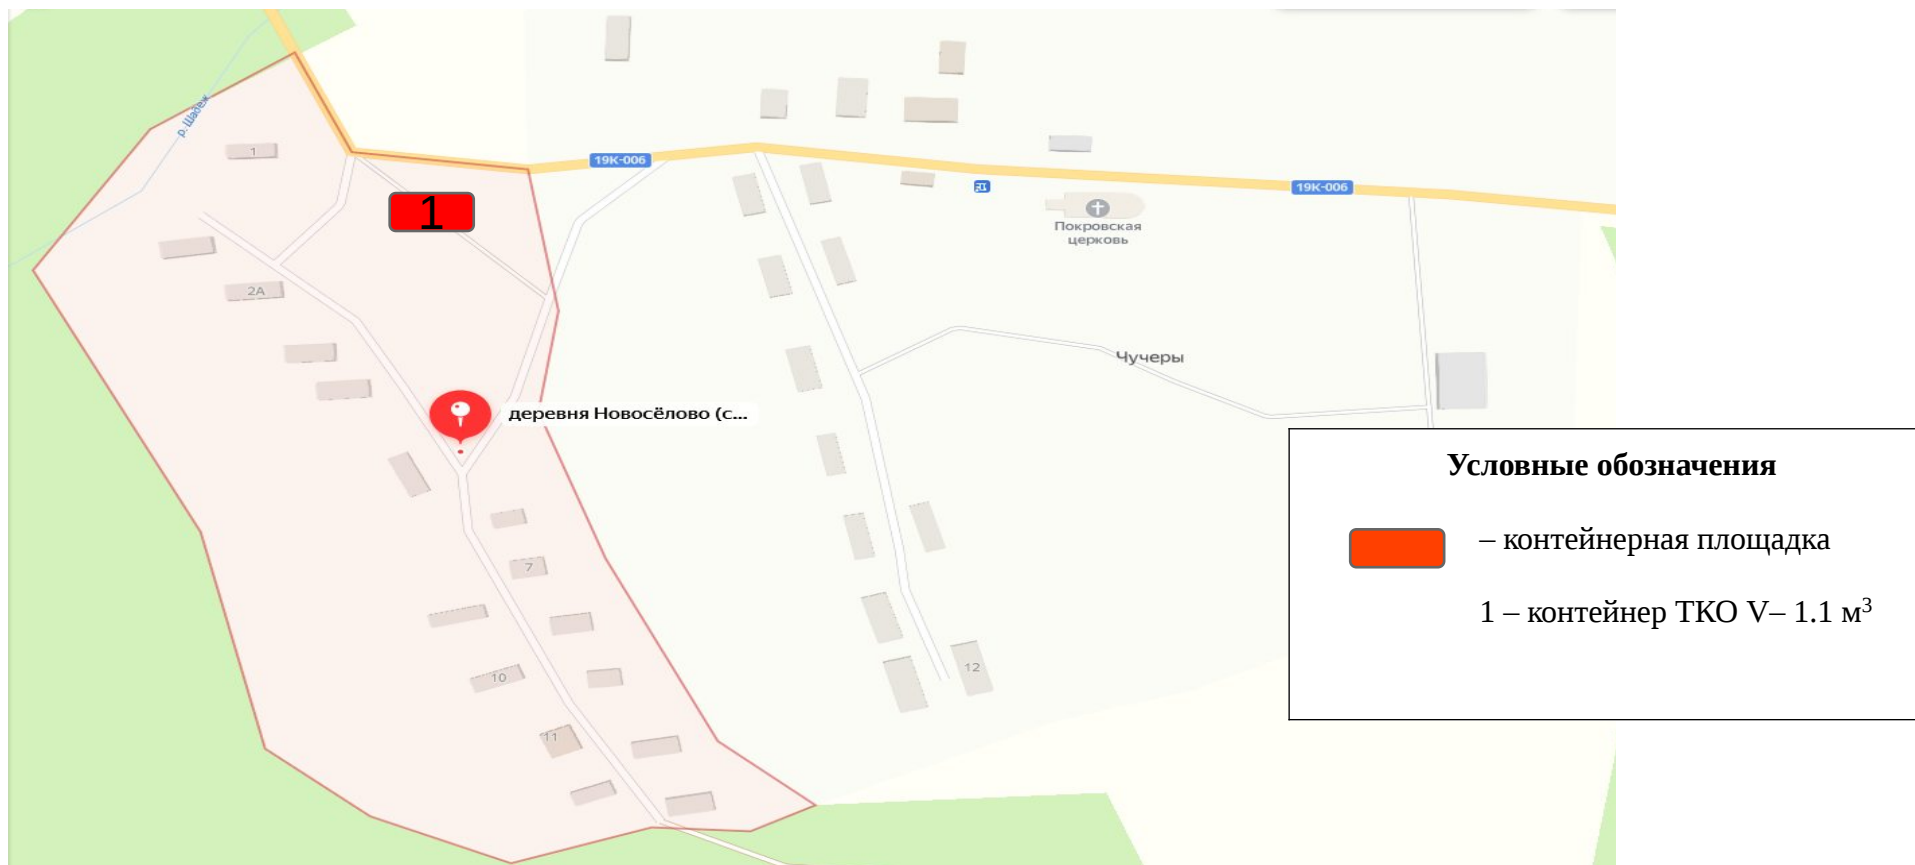 р. Шадеж
1
19К-006
19К-006
1
Покровская
церковь
2А
Чучеры
деревня Новосёлово (с...
7
10
12
11
Условные обозначения
– контейнерная площадка
1 – контейнер ТКО V– 1.1 м³